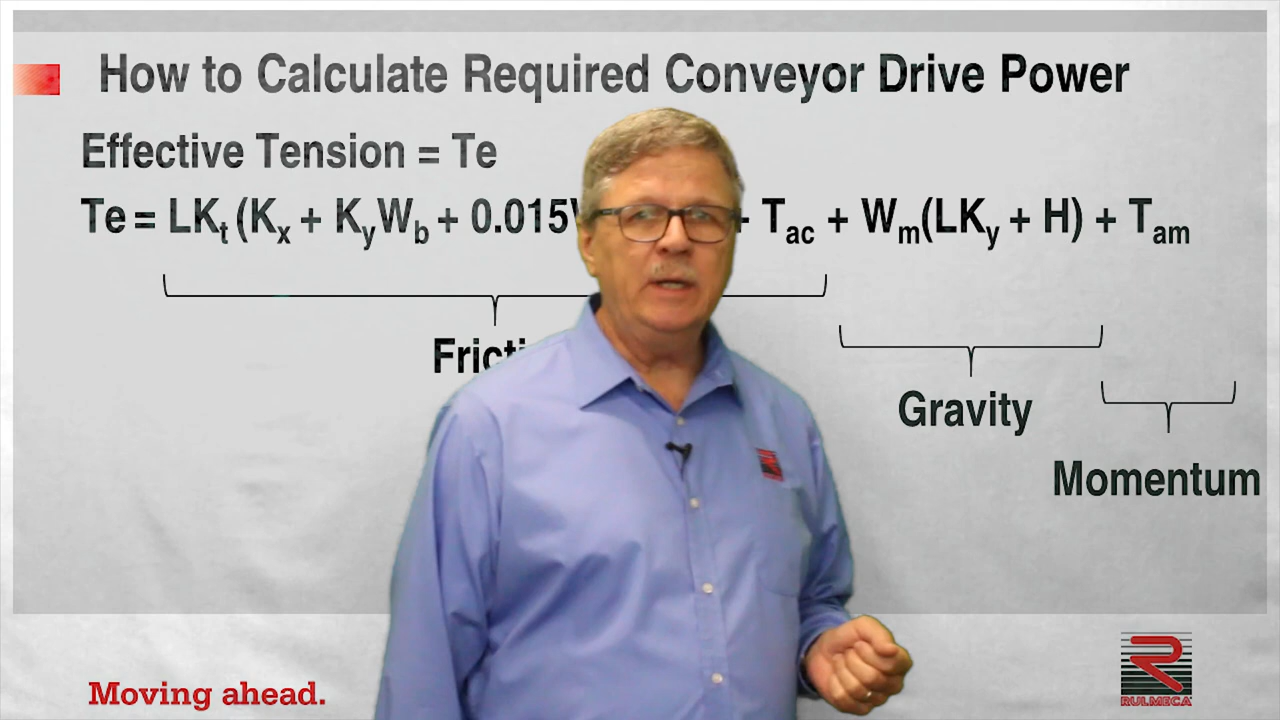 How to Calculate Required Conveyor Drive Power
Effective Tension = Te
Te = LKt (Kx + KyWb + 0.015 + Tac + Wm(LKy + H) + Tam
Gravity
Momentum
Moving ahead.
RULMECA